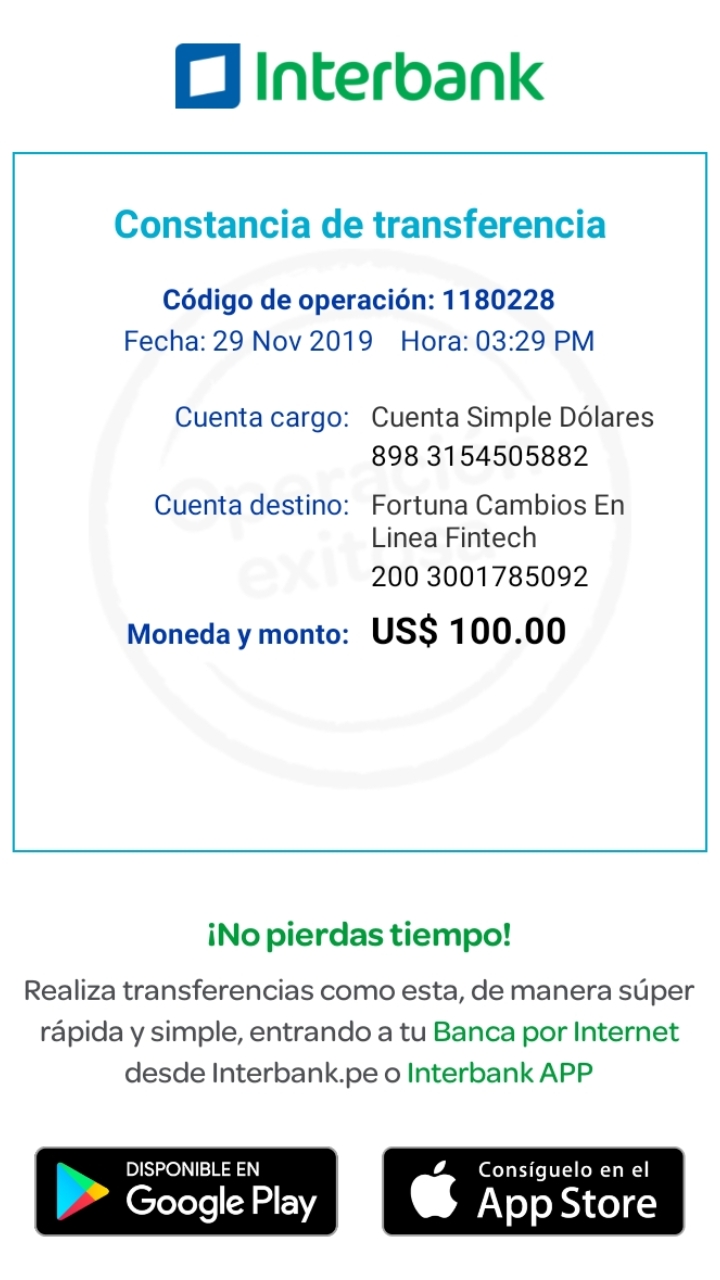 Interbank
Constancia de transferencia
Código de operación: 1180228
Fecha: 29 Nov 2019 Hora: 03:29 PM
Cuenta cargo: Cuenta Simple Dólares
898 3154505882
Cuenta destino: Fortuna Cambios En
Linea Fintech
200 3001785092
Moneda y monto: US$ 100.00
Operación
exitosa
¡No pierdas tiempo!
Realiza transferencias como esta, de manera súper
rápida y simple, entrando a tu Banca por Internet
desde Interbank.pe o Interbank APP
DISPONIBLE EN
Google Play
Consíguelo en el
App Store